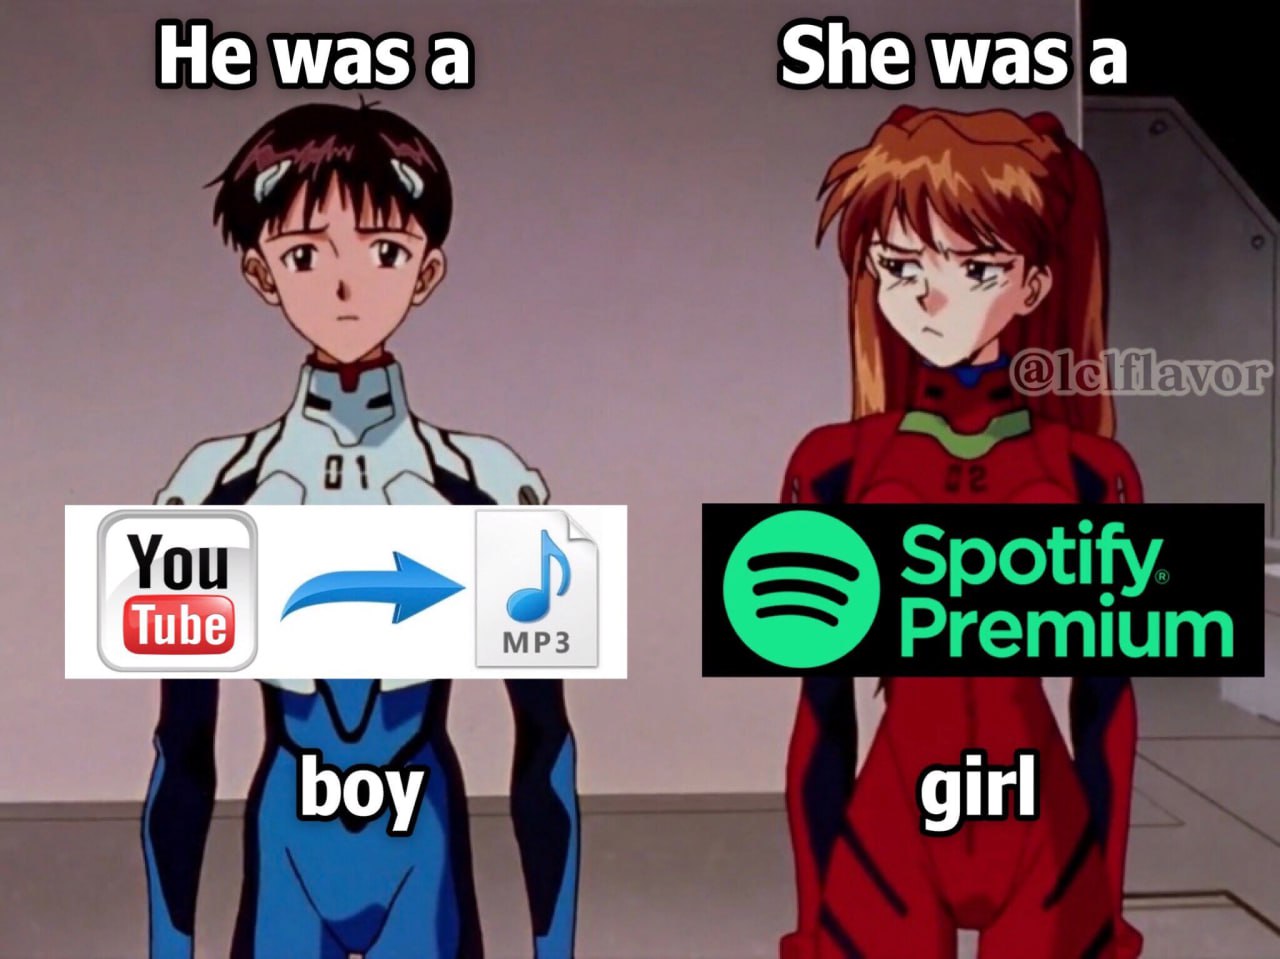 He was a
She was a
@lclflavor
01
02
You
Tube
MP3
Spotify®
Premium
boy
girl